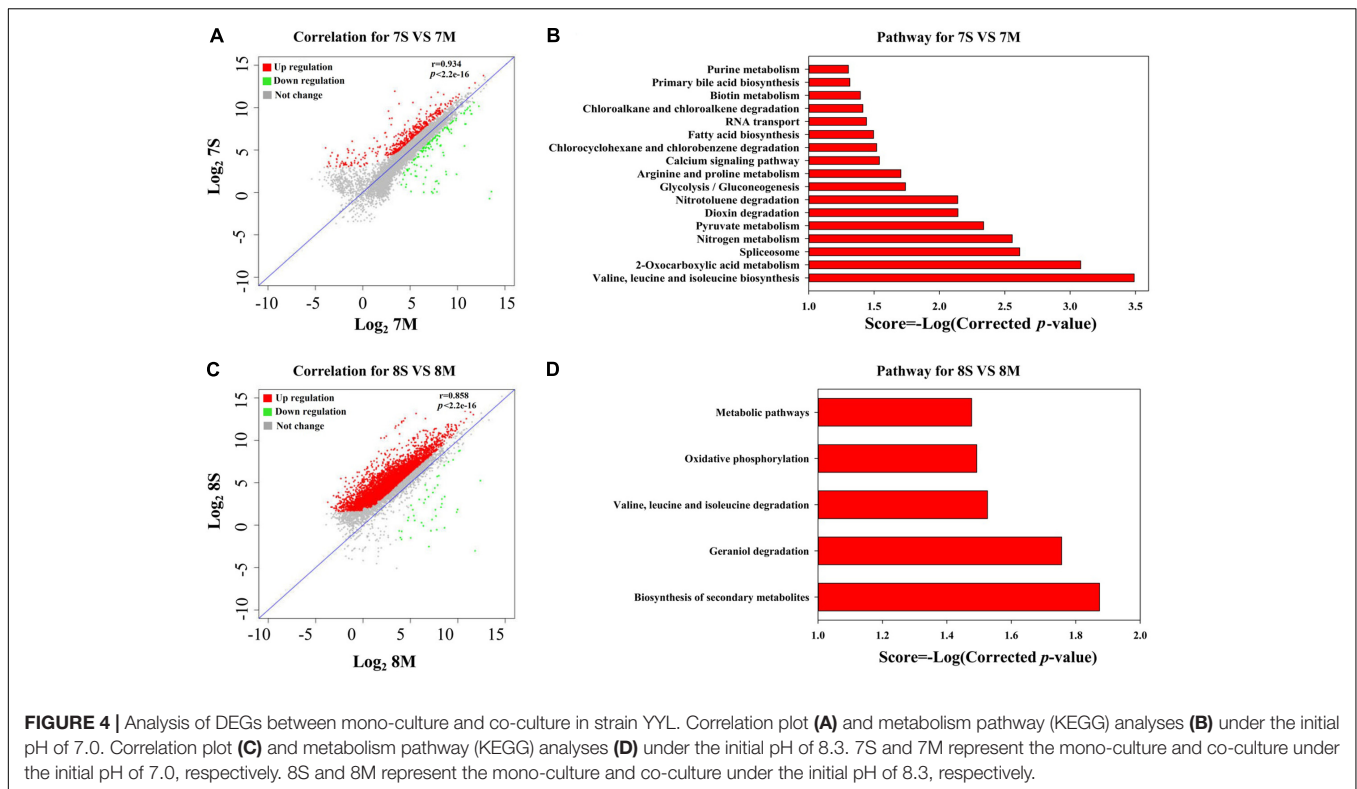 A
Correlation for 7S VS 7M
Up regulation
Down regulation
Not change
r=0.934
p<2.2e-16
15
10
5
0
-5
-10
Log2 7S
-10 -5 0 5 10 15
Log2 7M
B
Pathway for 7S VS 7M
Purine metabolism
Primary bile acid biosynthesis
Biotin metabolism
Chloroalkane and chloroalkene degradation
RNA transport
Fatty acid biosynthesis
Chlorocyclohexane and chlorobenzene degradation
Calcium signaling pathway
Arginine and proline metabolism
Glycolysis / Gluconeogenesis
Nitrotoluene degradation
Dioxin degradation
Pyruvate metabolism
Nitrogen metabolism
Spliceosome
2-Oxocarboxylic acid metabolism
Valine, leucine and isoleucine biosynthesis
1.0 1.5 2.0 2.5 3.0 3.5
Score=-Log(Corrected p-value)
C
Correlation for 8S VS 8M
Up regulation
Down regulation
Not change
r=0.858
p<2.2e-16
15
10
5
0
-5
-10
Log2 8S
-10 -5 0 5 10 15
Log2 8M
D
Pathway for 8S VS 8M
Metabolic pathways
Oxidative phosphorylation
Valine, leucine and isoleucine degradation
Geraniol degradation
Biosynthesis of secondary metabolites
1.0 1.2 1.4 1.6 1.8 2.0
Score=-Log(Corrected p-value)
FIGURE 4 | Analysis of DEGs between mono-culture and co-culture in strain YYL. Correlation plot (A) and metabolism pathway (KEGG) analyses (B) under the initial
pH of 7.0. Correlation plot (C) and metabolism pathway (KEGG) analyses (D) under the initial pH of 8.3. 7S and 7M represent the mono-culture and co-culture under
the initial pH of 7.0, respectively. 8S and 8M represent the mono-culture and co-culture under the initial pH of 8.3, respectively.